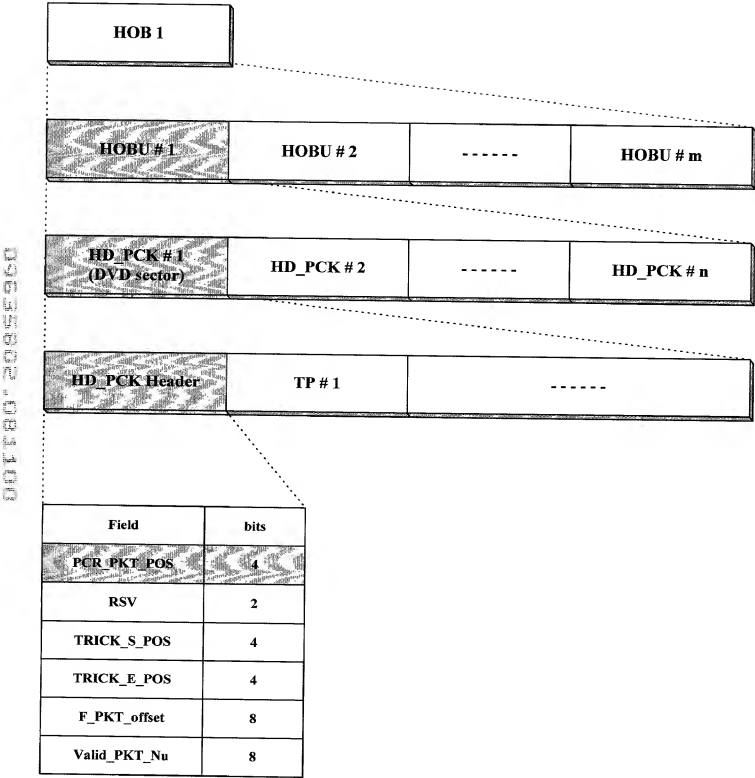 HOB 1
HOBU # 1
HOBU # 2
- - - - - -
HOBU # m
HD_PCK # 1
(DVD sector)
HD_PCK # 2
- - - - - -
HD_PCK # n
HD_PCK Header
TP # 1
- - - - - -
Field bits
PCR_PKT_POS 4
RSV 2
TRICK_S_POS 4
TRICK_E_POS 4
F_PKT_offset 8
Valid_PKT_Nu 8